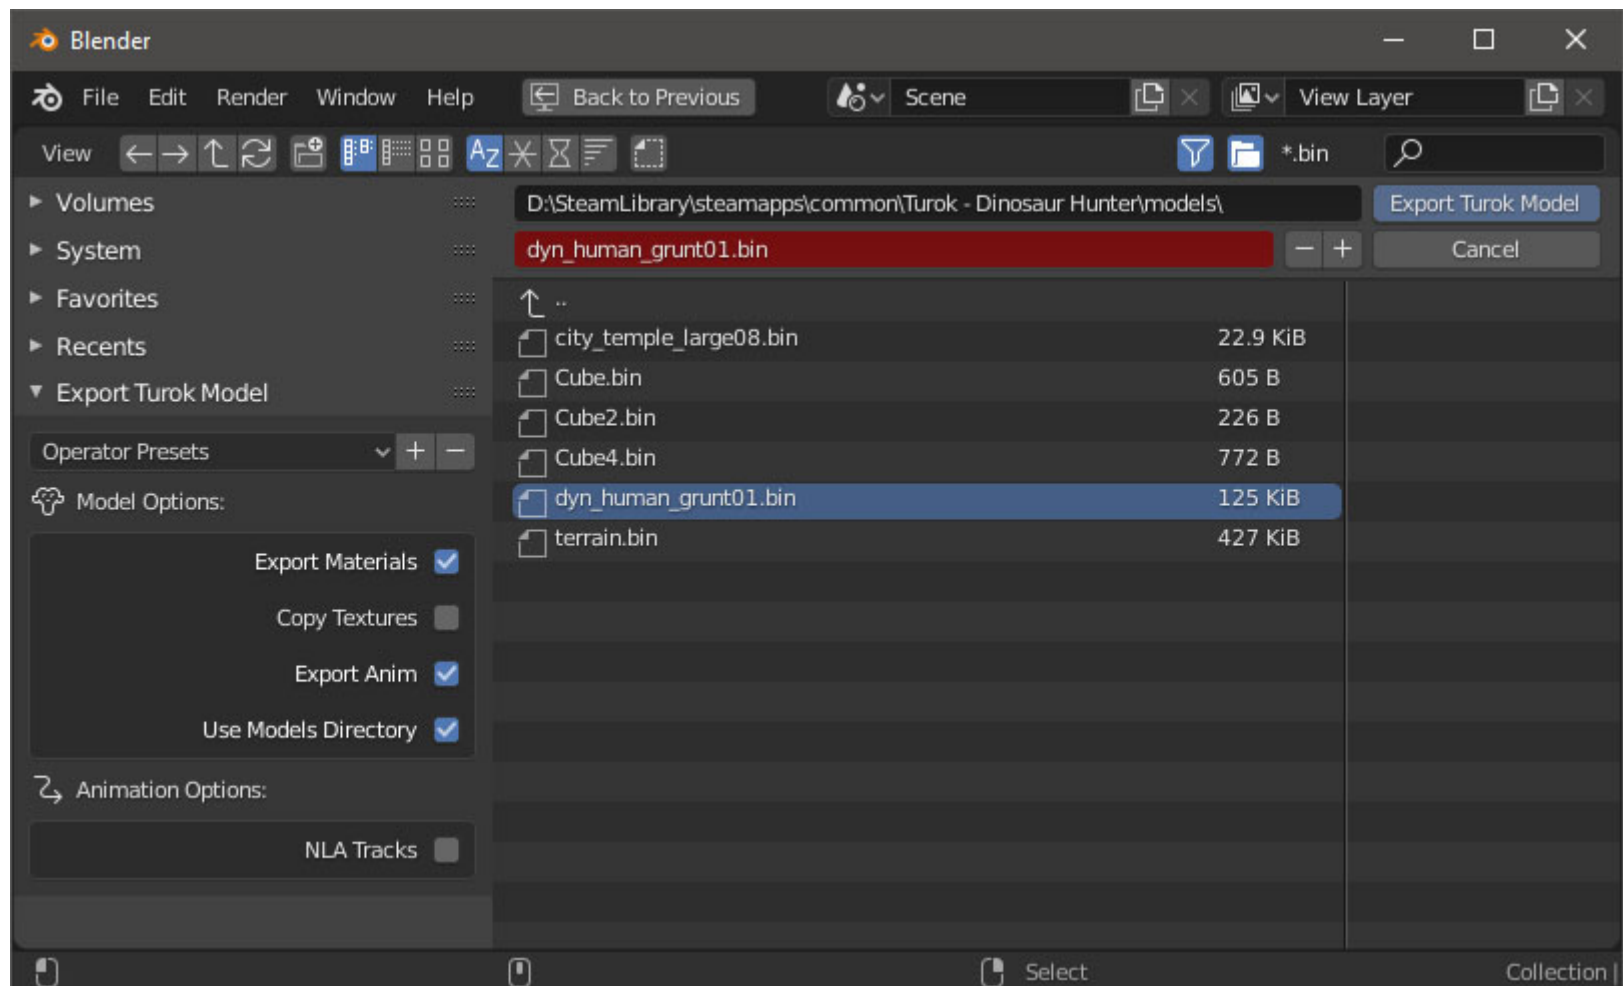 Blender
File Edit Render Window Help Back to Previous Scene View Layer
View *.bin
Volumes
System
Favorites
Recents
Export Turok Model
Operator Presets
Model Options:
Export Materials
Copy Textures
Export Anim
Use Models Directory
Animation Options:
NLA Tracks
D:\SteamLibrary\steamapps\common\Turok - Dinosaur Hunter\models\ Export Turok Model
dyn_human_grunt01.bin Cancel
..
city_temple_large08.bin 22.9 KiB
Cube.bin 605 B
Cube2.bin 226 B
Cube4.bin 772 B
dyn_human_grunt01.bin 125 KiB
terrain.bin 427 KiB
Select Collection |